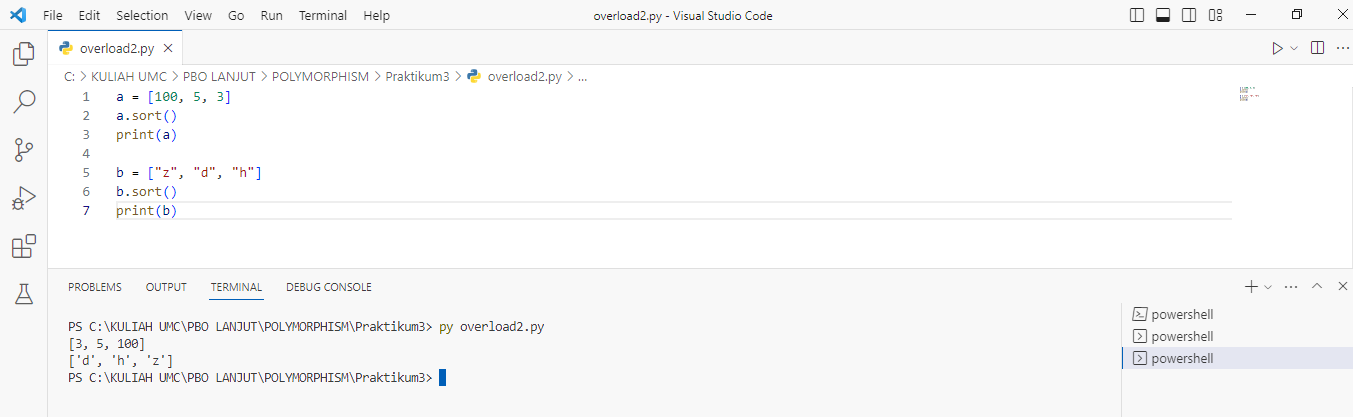 File Edit Selection View Go Run Terminal Help overload2.py - Visual Studio Code
overload2.py
C: > KULIAH UMC > PBO LANJUT > POLYMORPHISM > Praktikum3 > overload2.py > ...
1 a = [100, 5, 3]
2 a.sort()
3 print(a)
4
5 b = ["z", "d", "h"]
6 b.sort()
7 print(b)
PROBLEMS OUTPUT TERMINAL DEBUG CONSOLE
PS C:\KULIAH UMC\PBO LANJUT\POLYMORPHISM\Praktikum3> py overload2.py
[3, 5, 100]
['d', 'h', 'z']
PS C:\KULIAH UMC\PBO LANJUT\POLYMORPHISM\Praktikum3>
powershell
powershell
powershell